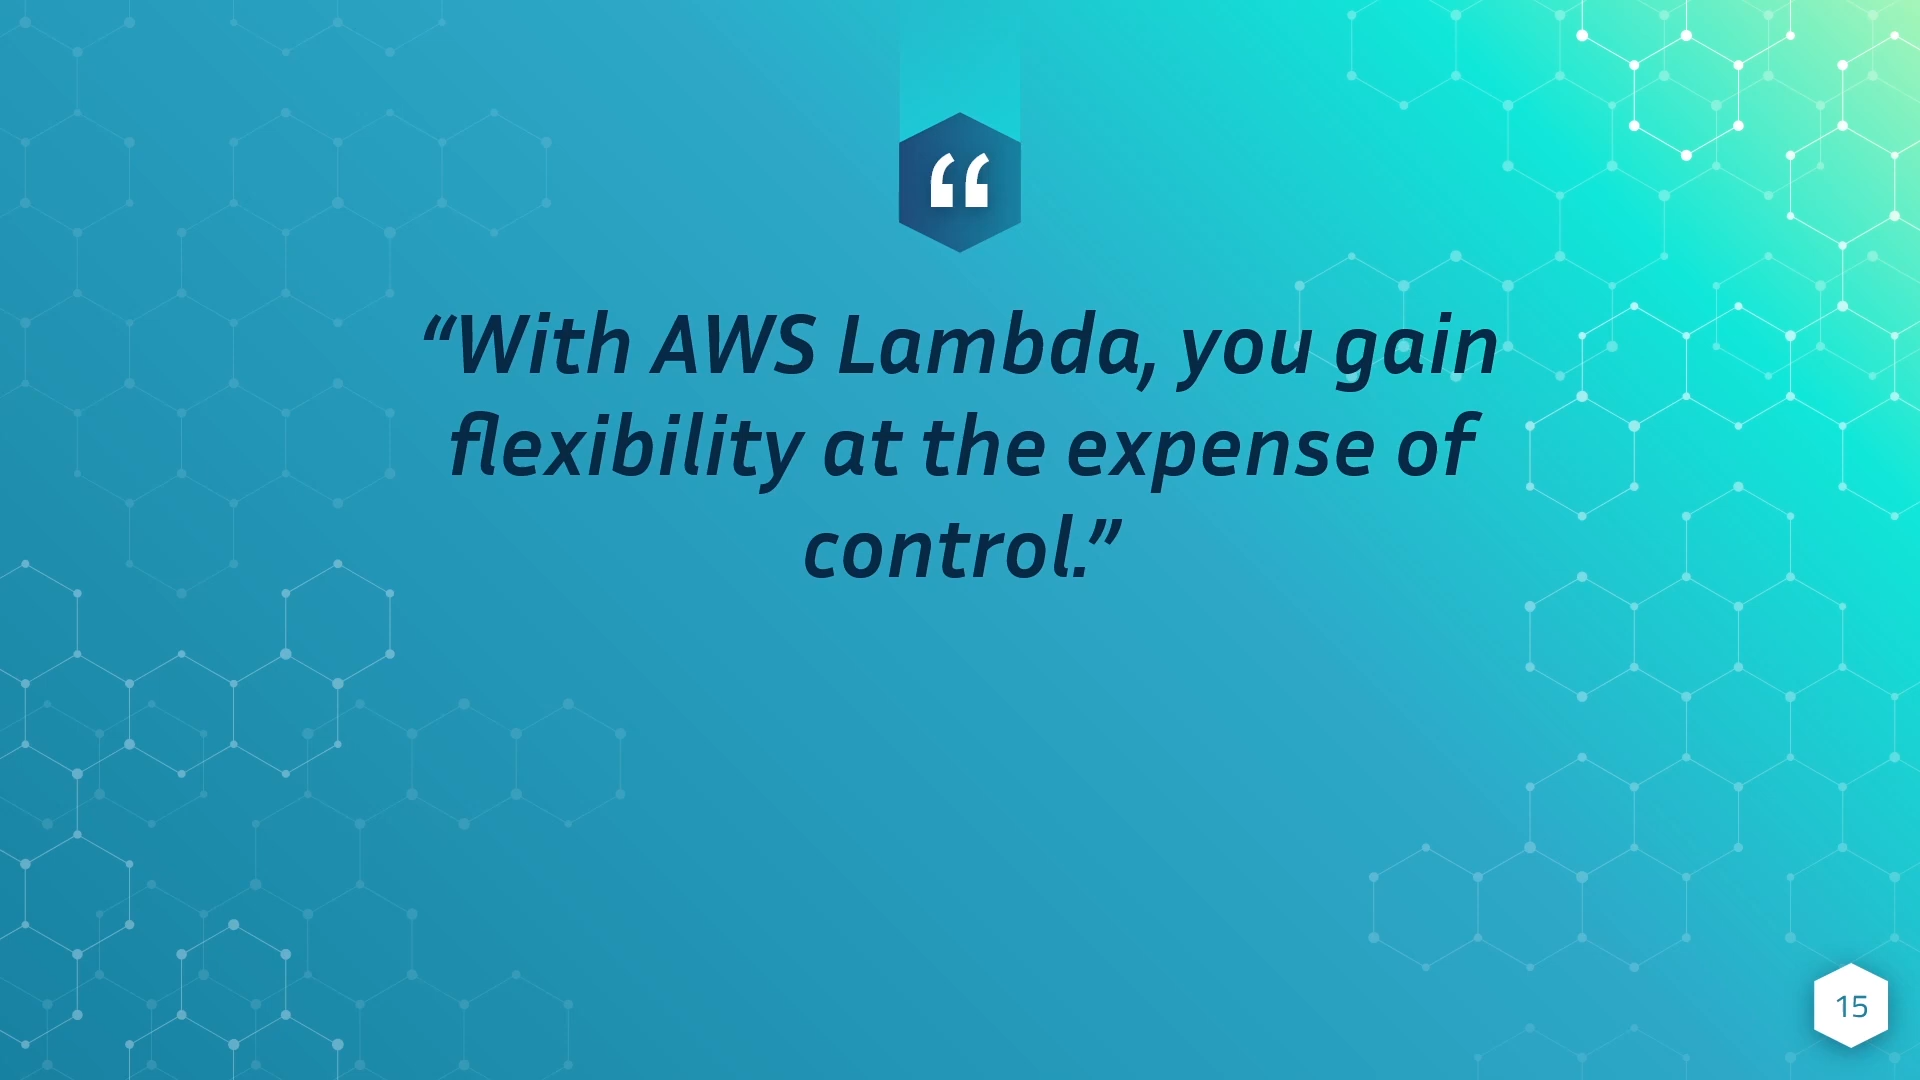 “
“With AWS Lambda, you gain
flexibility at the expense of
control.”
15